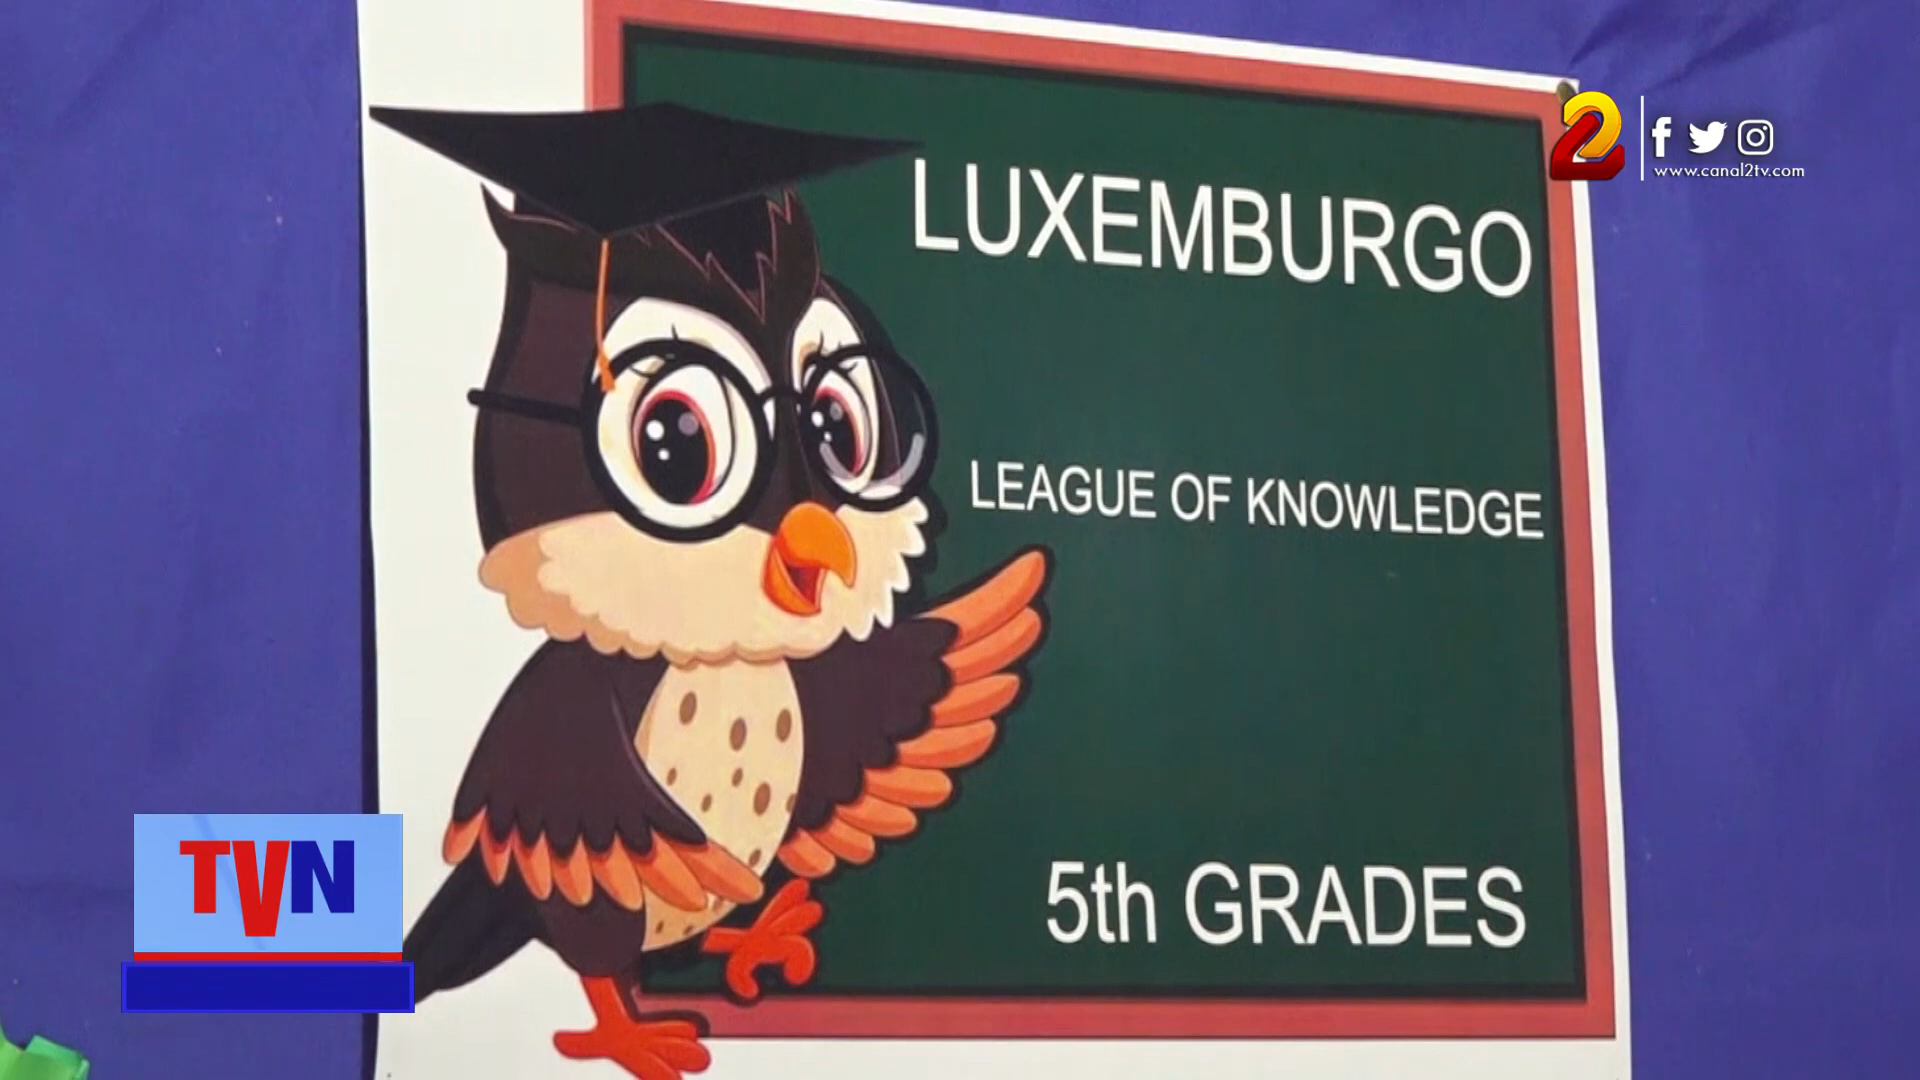 LUXEMBURGO
LEAGUE OF KNOWLEDGE
5th GRADES
2
www.canal2tv.com
TVN